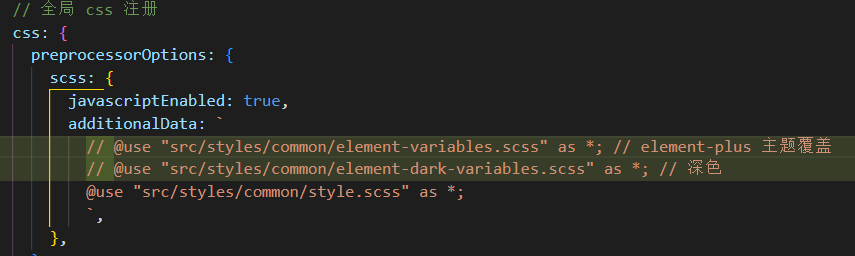 // 全局 css 注册
css: {
preprocessorOptions: {
scss: {
javascriptEnabled: true,
additionalData: `
// @use "src/styles/common/element-variables.scss" as *; // element-plus 主题覆盖
// @use "src/styles/common/element-dark-variables.scss" as *; // 深色
@use "src/styles/common/style.scss" as *;
`,
},